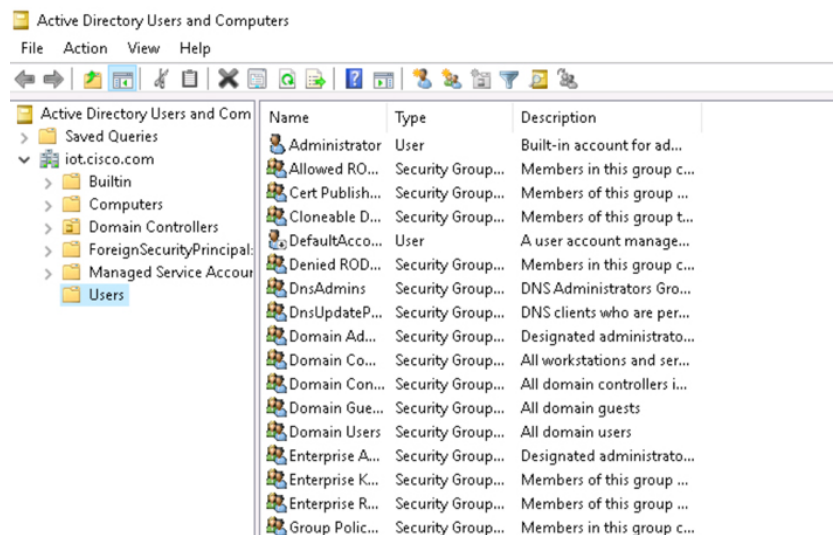 Active Directory Users and Computers
File Action View Help
Active Directory Users and Com
Saved Queries
iot.cisco.com
Builtin
Computers
Domain Controllers
ForeignSecurityPrincipal:
Managed Service Accour
Users
Name Type Description
Administrator User Built-in account for ad...
Allowed RO... Security Group... Members in this group c...
Cert Publish... Security Group... Members of this group ...
Cloneable D... Security Group... Members of this group t...
DefaultAcco... User A user account manage...
Denied ROD... Security Group... Members in this group c...
DnsAdmins Security Group... DNS Administrators Gro...
DnsUpdateP... Security Group... DNS clients who are per...
Domain Ad... Security Group... Designated administrato...
Domain Co... Security Group... All workstations and ser...
Domain Con... Security Group... All domain controllers i...
Domain Gue... Security Group... All domain guests
Domain Users Security Group... All domain users
Enterprise A... Security Group... Designated administrato...
Enterprise K... Security Group... Members of this group ...
Enterprise R... Security Group... Members of this group ...
Group Polic... Security Group... Members in this group c...